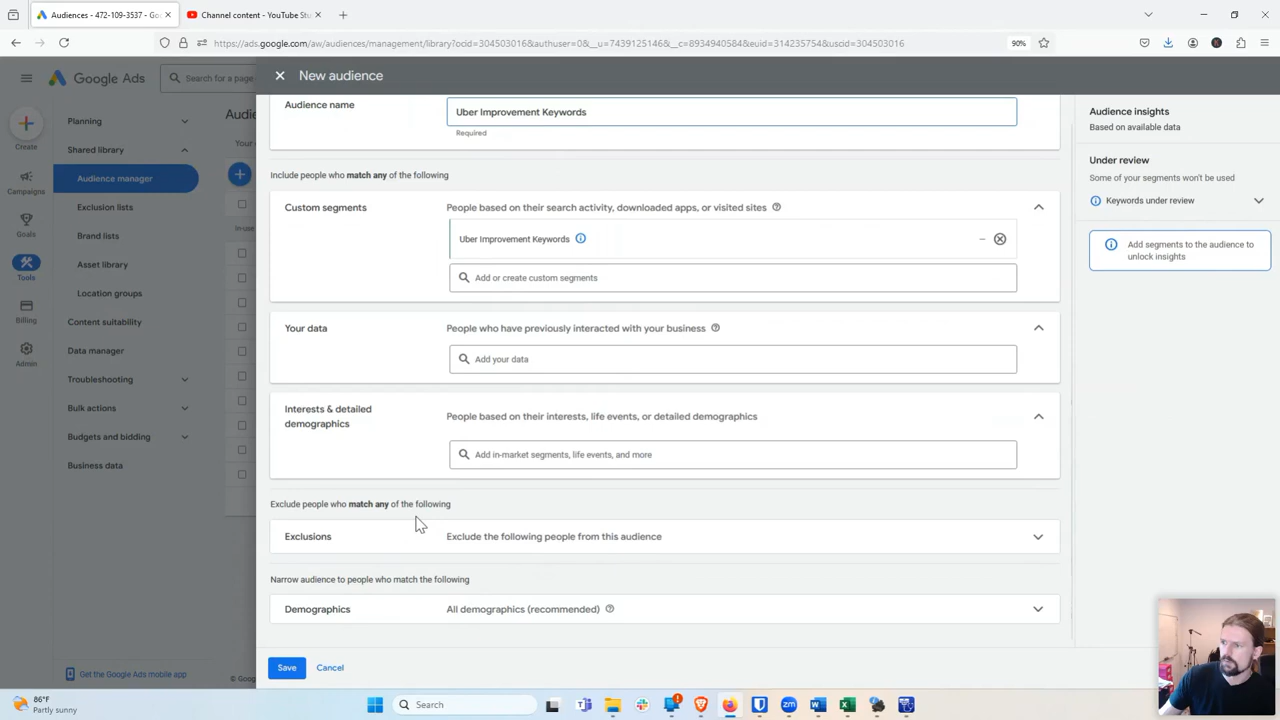 Audiences - 472-109-3537 - Goo
Channel content - YouTube Stu
https://ads.google.com/aw/audiences/management/library?ocid=304503016&authuser=0&__u=7439125146&__c=8934940584&euid=314235754&uscid=304503016
90%
Google Ads
Search for a page
New audience
Create
Campaigns
Goals
Tools
Billing
Admin
Planning
Shared library
Audience manager
Exclusion lists
Brand lists
Asset library
Location groups
Content suitability
Data manager
Troubleshooting
Bulk actions
Budgets and bidding
Business data
Get the Google Ads mobile app
Audie
Your d
In-use
© Goog
Audience name
Uber Improvement Keywords
Required
Include people who match any of the following
Custom segments
People based on their search activity, downloaded apps, or visited sites
Uber Improvement Keywords
–
Add or create custom segments
Your data
People who have previously interacted with your business
Add your data
Interests & detailed
demographics
People based on their interests, life events, or detailed demographics
Add in-market segments, life events, and more
Exclude people who match any of the following
Exclusions
Exclude the following people from this audience
Narrow audience to people who match the following
Demographics
All demographics (recommended)
Save
Cancel
Audience insights
Based on available data
Under review
Some of your segments won't be used
Keywords under review
Add segments to the audience to
unlock insights
86°F
Partly sunny
Search